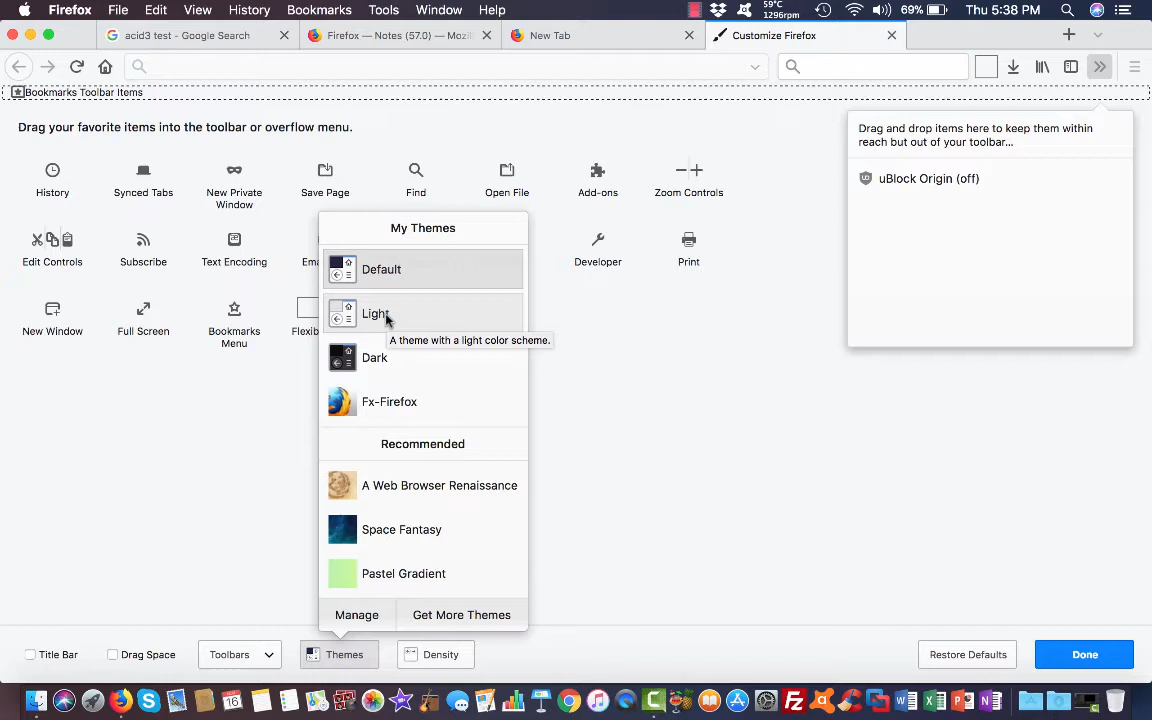 Firefox File Edit View History Bookmarks Tools Window Help
59°C
1296rpm
69%
Thu 5:38 PM
acid3 test - Google Search
Firefox — Notes (57.0) — Mozil
New Tab
Customize Firefox
Bookmarks Toolbar Items
Drag your favorite items into the toolbar or overflow menu.
Drag and drop items here to keep them within
reach but out of your toolbar...
uBlock Origin (off)
History
Synced Tabs
New Private
Window
Save Page
Find
Open File
Add-ons
Zoom Controls
Edit Controls
Subscribe
Text Encoding
Ema
Developer
Print
New Window
Full Screen
Bookmarks
Menu
Flexib
My Themes
Default
Light
A theme with a light color scheme.
Dark
Fx-Firefox
Recommended
A Web Browser Renaissance
Space Fantasy
Pastel Gradient
Manage
Get More Themes
Title Bar
Drag Space
Toolbars
Themes
Density
Restore Defaults
Done